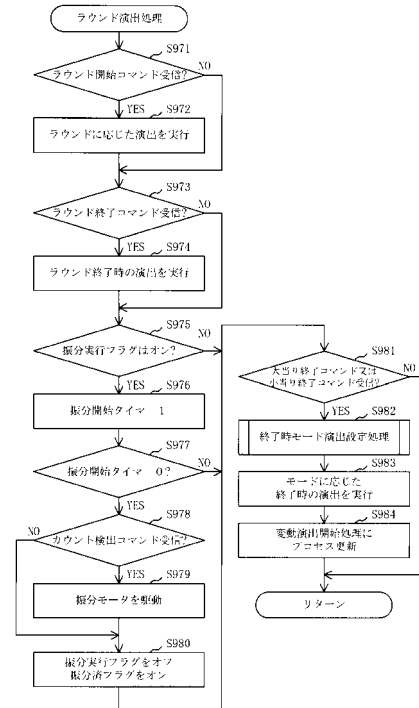 ラウンド演出処理
S971
ラウンド開始コマンド受信?
NO
YES
S972
ラウンドに応じた演出を実行
S973
ラウンド終了コマンド受信?
NO
YES
S974
ラウンド終了時の演出を実行
S975
振分実行フラグはオン?
NO
YES
S976
振分開始タイマ 1
S977
振分開始タイマ 0?
NO
YES
S978
カウント検出コマンド受信?
NO
YES
S979
振分モータを駆動
S980
振分実行フラグをオフ
振分済フラグをオン
S981
大当り終了コマンド又は
小当り終了コマンド受信?
NO
YES
S982
終了時モード演出設定処理
S983
モードに応じた
終了時の演出を実行
S984
変動演出開始処理に
プロセス更新
リターン